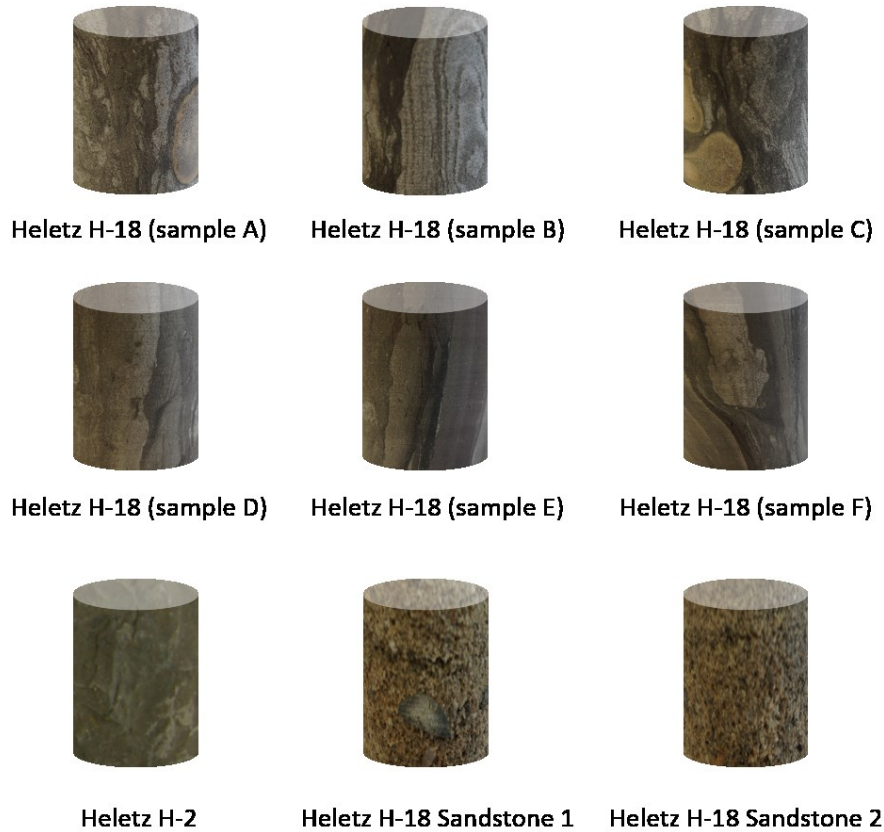 Heletz H-18 (sample A)
Heletz H-18 (sample B)
Heletz H-18 (sample C)
Heletz H-18 (sample D)
Heletz H-18 (sample E)
Heletz H-18 (sample F)
Heletz H-2
Heletz H-18 Sandstone 1
Heletz H-18 Sandstone 2